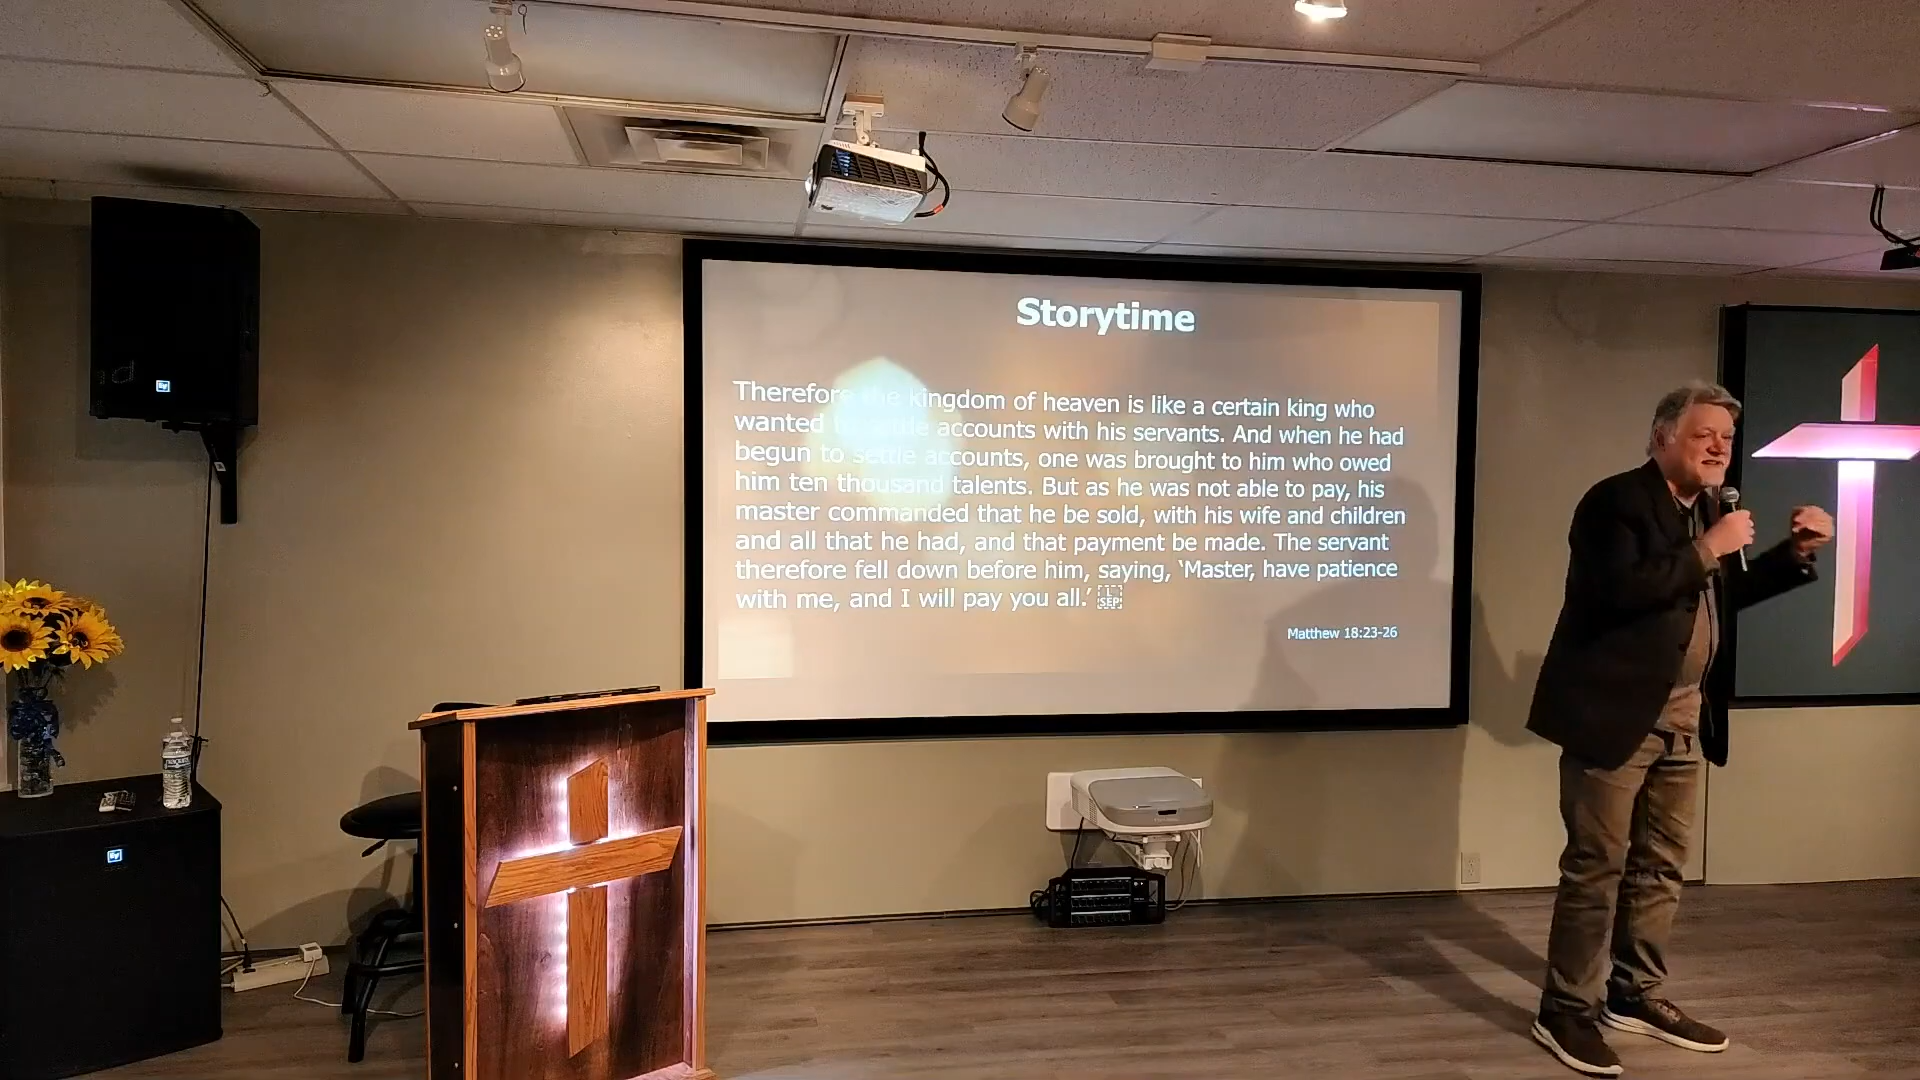 Storytime
Therefore the kingdom of heaven is like a certain king who
wanted to settle accounts with his servants. And when he had
begun to settle accounts, one was brought to him who owed
him ten thousand talents. But as he was not able to pay, his
master commanded that he be sold, with his wife and children
and all that he had, and that payment be made. The servant
therefore fell down before him, saying, ‘Master, have patience
with me, and I will pay you all.’ L SEP
Matthew 18:23-26
EV
EV